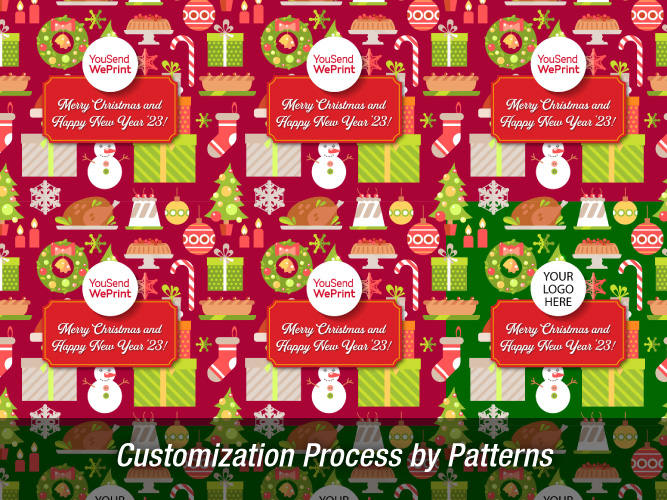 YouSend
WePrint
Merry Christmas and
Happy New Year '23!
YouSend
WePrint
Merry Christmas and
Happy New Year '23!
YouSend
WePrint
Merry Christmas and
Happy New Year '23!
YouSend
WePrint
Merry Christmas and
Happy New Year '23!
YouSend
WePrint
Merry Christmas and
Happy New Year '23!
YOUR
LOGO
HERE
Merry Christmas and
Happy New Year '23!
Customization Process by Patterns
YOUR
YOUR
YOUR